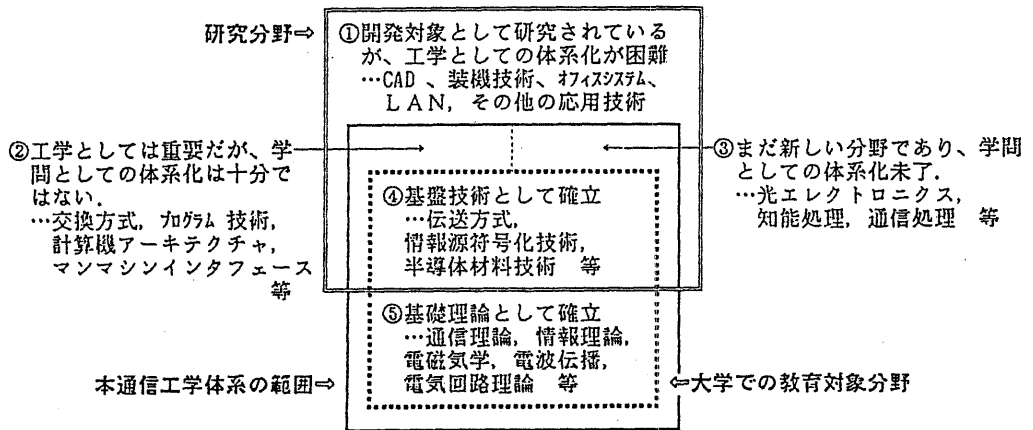 研究分野⇨
①開発対象として研究されている
が、工学としての体系化が困難
…CAD 、装機技術、オフィスシステム、
LAN, その他の応用技術
②工学としては重要だが、学
問としての体系化は十分で
はない.
…交換方式, プログラム 技術,
計算機アーキテクチャ,
マンマシンインタフェース
等
③まだ新しい分野であり、学問
としての体系化未了.
…光エレクトロニクス,
知能処理, 通信処理 等
④基盤技術として確立
…伝送方式,
情報源符号化技術,
半導体材料技術 等
⑤基礎理論として確立
…通信理論, 情報理論,
電磁気学, 電波伝播,
電気回路理論 等
本通信工学体系の範囲⇨
⇦大学での教育対象分野